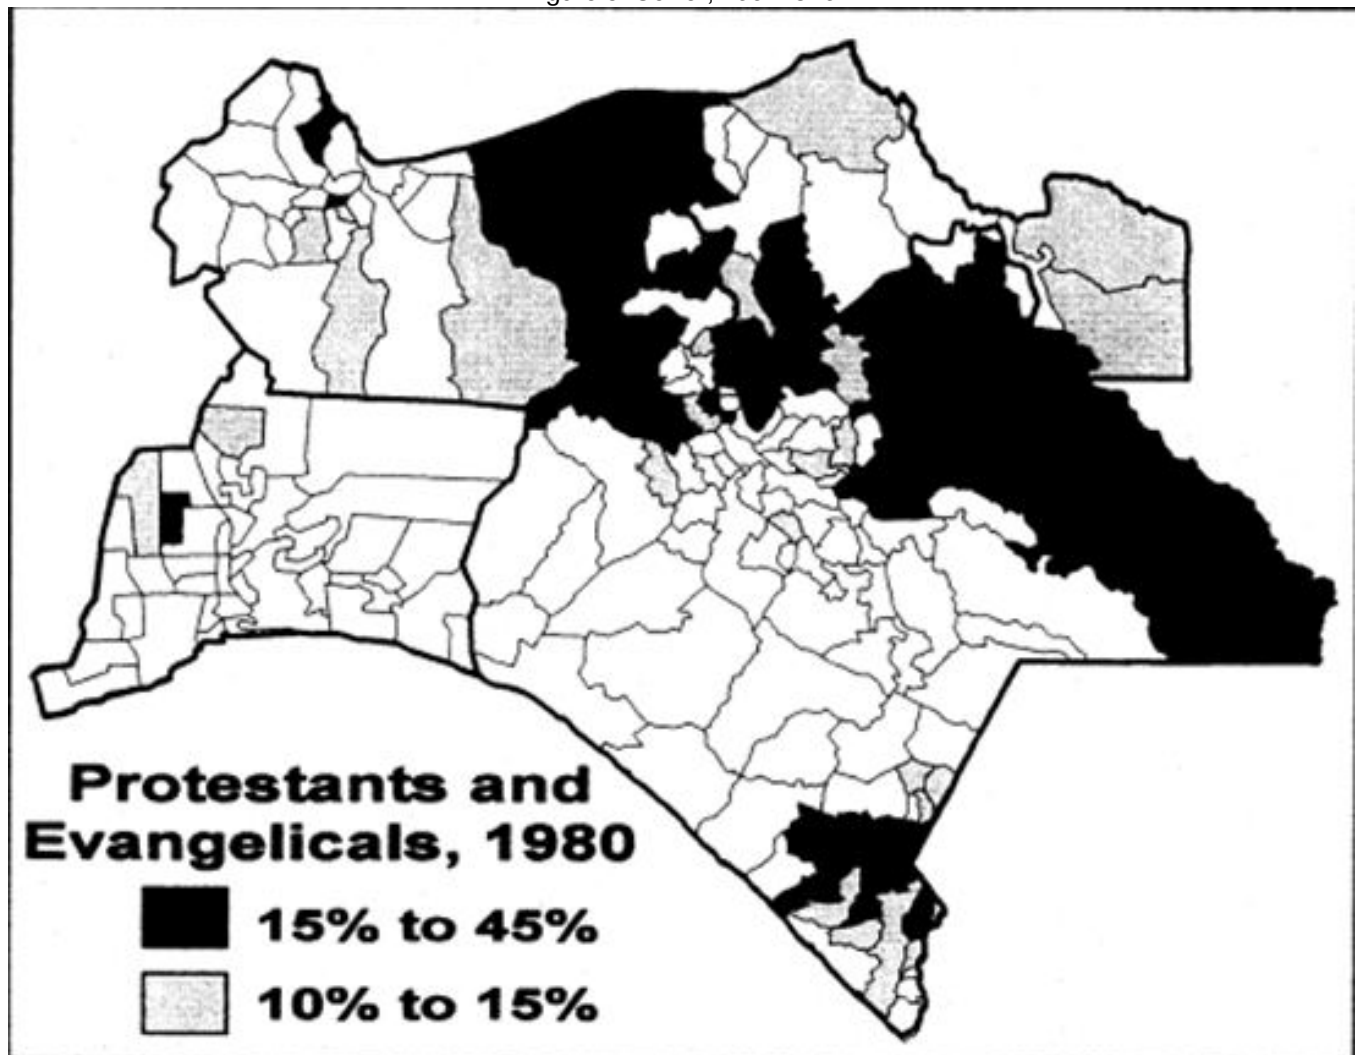 Protestants and
Evangelicals, 1980
15% to 45%
10% to 15%